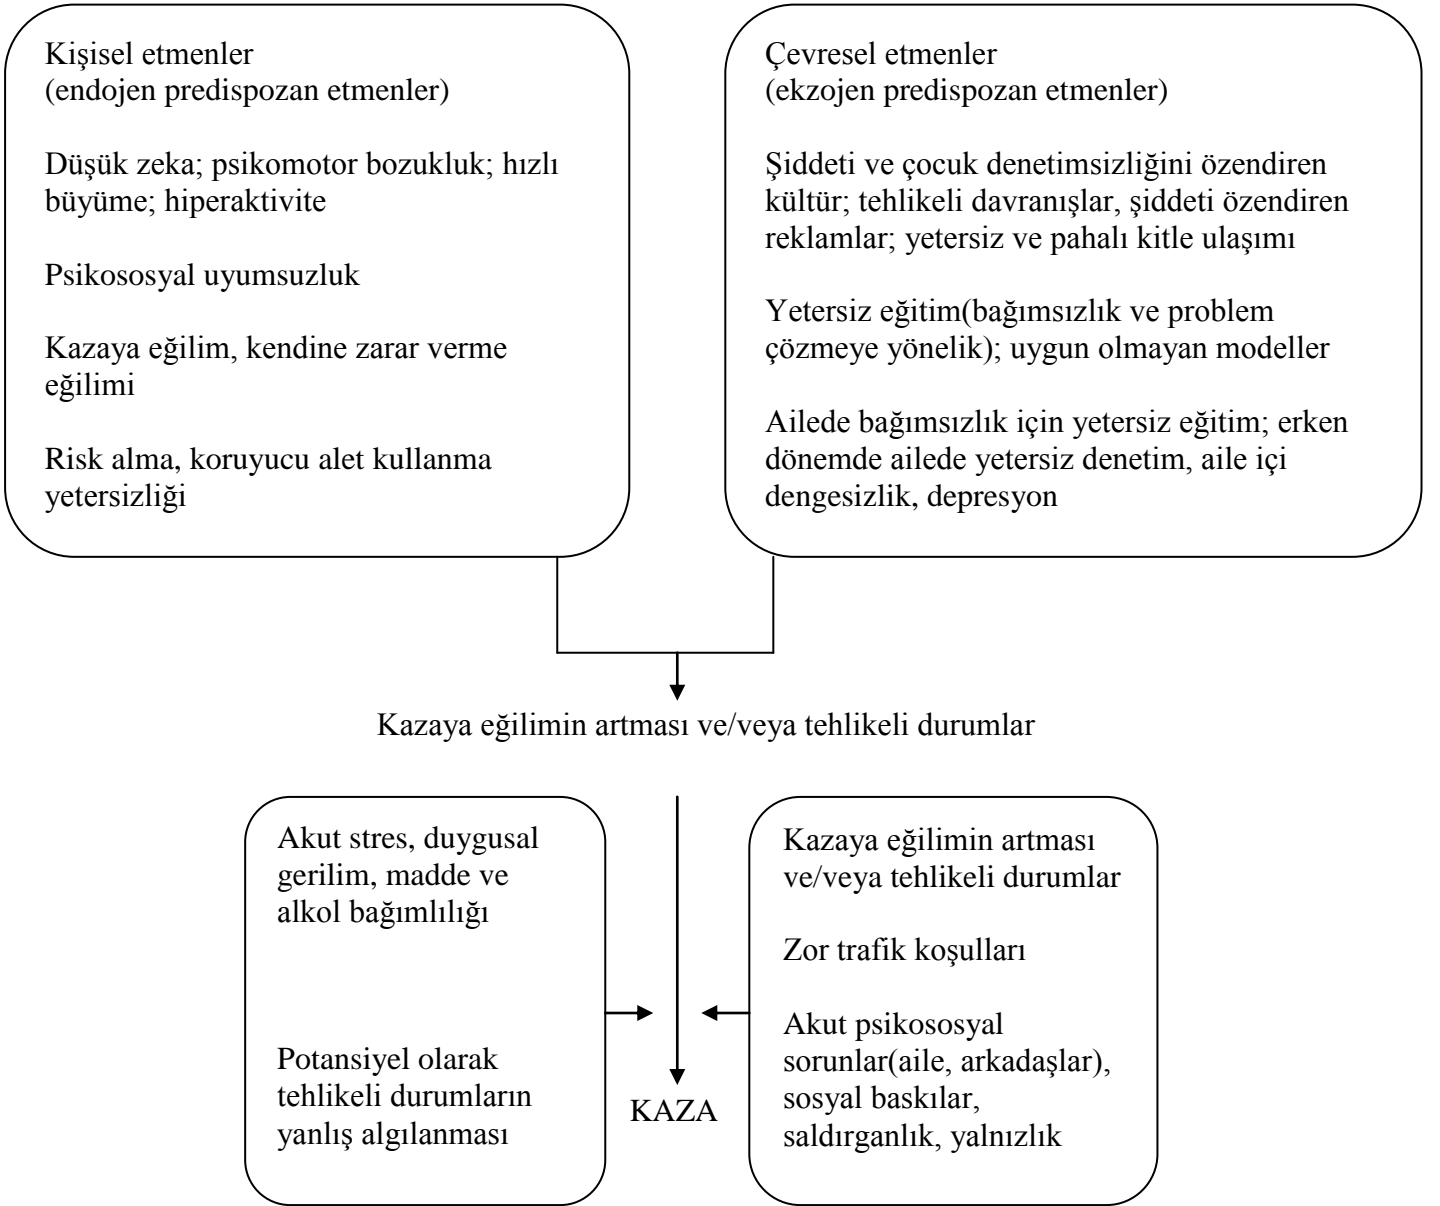 Kişisel etmenler
(endojen predispozan etmenler)
Düşük zeka; psikomotor bozukluk; hızlı
büyüme; hiperaktivite
Psikososyal uyumsuzluk
Kazaya eğilim, kendine zarar verme
eğilimi
Risk alma, koruyucu alet kullanma
yetersizliği
Çevresel etmenler
(ekzojen predispozan etmenler)
Şiddeti ve çocuk denetimsizliğini özendiren
kültür; tehlikeli davranışlar, şiddeti özendiren
reklamlar; yetersiz ve pahalı kitle ulaşımı
Yetersiz eğitim(bağımsızlık ve problem
çözmeye yönelik); uygun olmayan modeller
Ailede bağımsızlık için yetersiz eğitim; erken
dönemde ailede yetersiz denetim, aile içi
dengesizlik, depresyon
Kazaya eğilimin artması ve/veya tehlikeli durumlar
Akut stres, duygusal
gerilim, madde ve
alkol bağımlılığı
Potansiyel olarak
tehlikeli durumların
yanlış algılanması
Kazaya eğilimin artması
ve/veya tehlikeli durumlar
Zor trafik koşulları
Akut psikososyal
sorunlar(aile, arkadaşlar),
sosyal baskılar,
saldırganlık, yalnızlık
KAZA